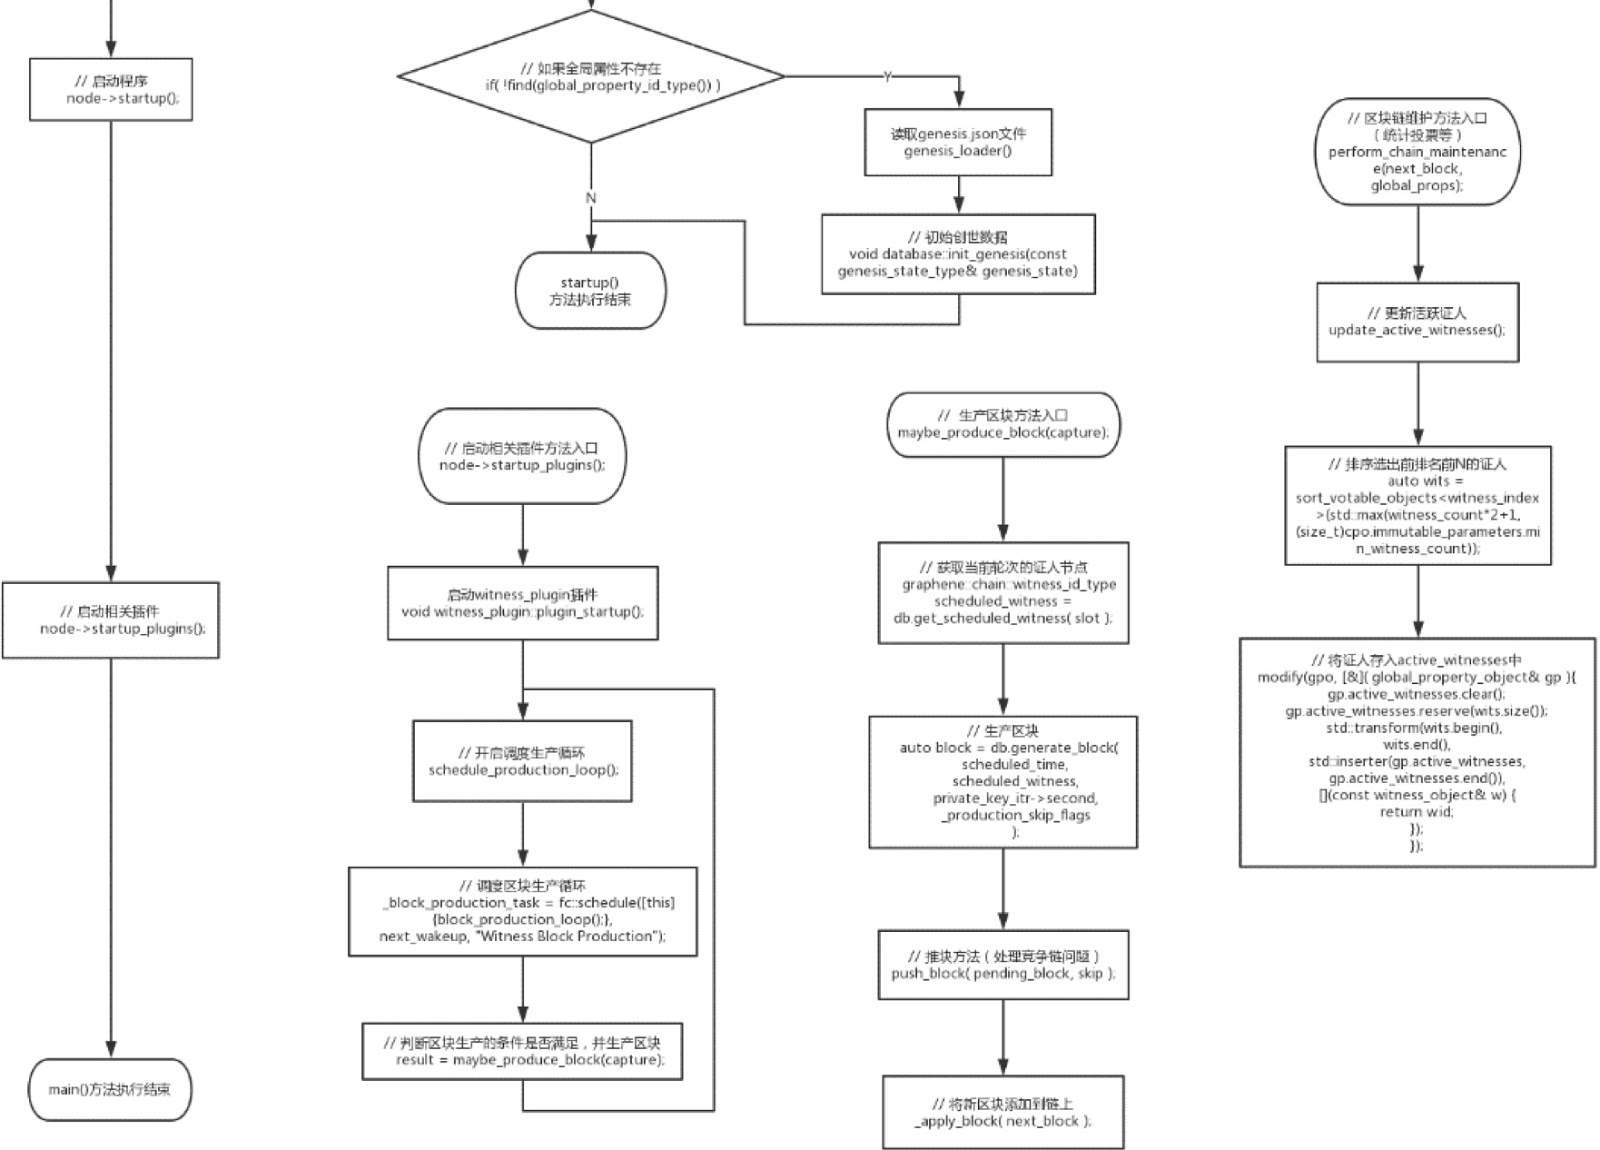 // 启动程序
node->startup();
// 启动相关插件
node->startup_plugins();
main()方法执行结束
// 如果全局属性不存在
if( !find(global_property_id_type()) )
Y
N
读取genesis.json文件
genesis_loader()
// 初始创世数据
void database::init_genesis(const
genesis_state_type& genesis_state)
startup()
方法执行结束
// 启动相关插件方法入口
node->startup_plugins();
启动witness_plugin插件
void witness_plugin::plugin_startup();
// 开启调度生产循环
schedule_production_loop();
// 调度区块生产循环
_block_production_task = fc::schedule([this]
{block_production_loop();},
next_wakeup, "Witness Block Production");
// 判断区块生产的条件是否满足，并生产区块
result = maybe_produce_block(capture);
// 生产区块方法入口
maybe_produce_block(capture);
// 获取当前轮次的证人节点
graphene::chain::witness_id_type
scheduled_witness =
db.get_scheduled_witness( slot );
// 生产区块
auto block = db.generate_block(
scheduled_time,
scheduled_witness,
private_key_itr->second,
_production_skip_flags
);
// 推块方法（处理竞争链问题）
push_block( pending_block, skip );
// 将新区块添加到链上
_apply_block( next_block );
// 区块链维护方法入口
（统计投票等）
perform_chain_maintenanc
e(next_block,
global_props);
// 更新活跃证人
update_active_witnesses();
// 排序选出前排名前N的证人
auto wits =
sort_votable_objects<witness_index
>(std::max(witness_count*2+1,
(size_t)cpo.immutable_parameters.mi
n_witness_count));
// 将证人存入active_witnesses中
modify(gpo, [&]( global_property_object& gp ){
gp.active_witnesses.clear();
gp.active_witnesses.reserve(wits.size());
std::transform(wits.begin(),
wits.end(),
std::inserter(gp.active_witnesses,
gp.active_witnesses.end()),
[](const witness_object& w) {
return w.id;
});
});